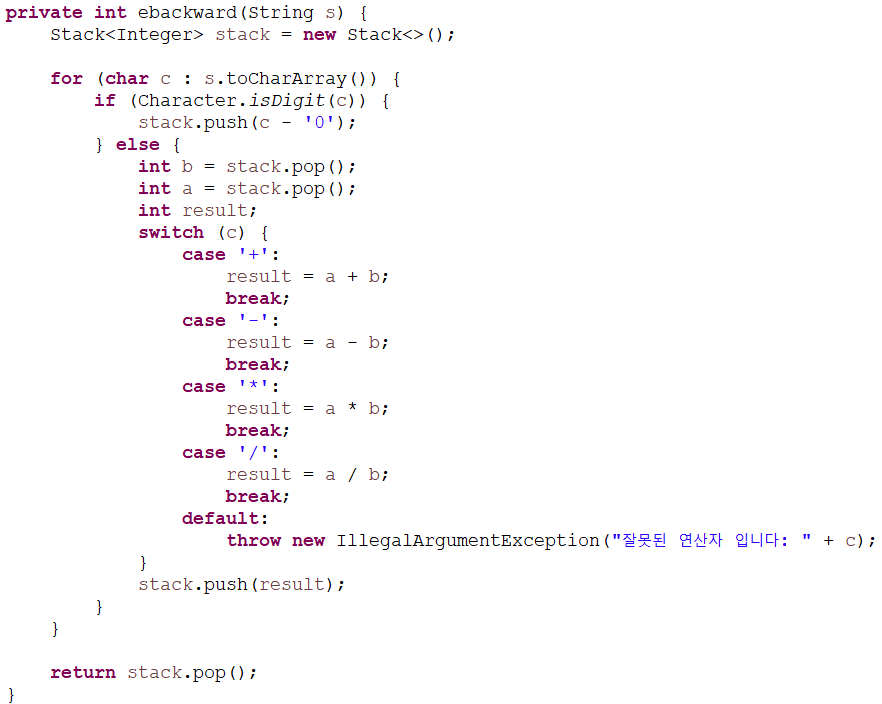 private int ebackward(String s) {
    Stack<Integer> stack = new Stack<>();

    for (char c : s.toCharArray()) {
        if (Character.isDigit(c)) {
            stack.push(c - '0');
        } else {
            int b = stack.pop();
            int a = stack.pop();
            int result;
            switch (c) {
                case '+':
                    result = a + b;
                    break;
                case '-':
                    result = a - b;
                    break;
                case '*':
                    result = a * b;
                    break;
                case '/':
                    result = a / b;
                    break;
                default:
                    throw new IllegalArgumentException("잘못된 연산자 입니다: " + c);
            }
            stack.push(result);
        }
    }

    return stack.pop();
}